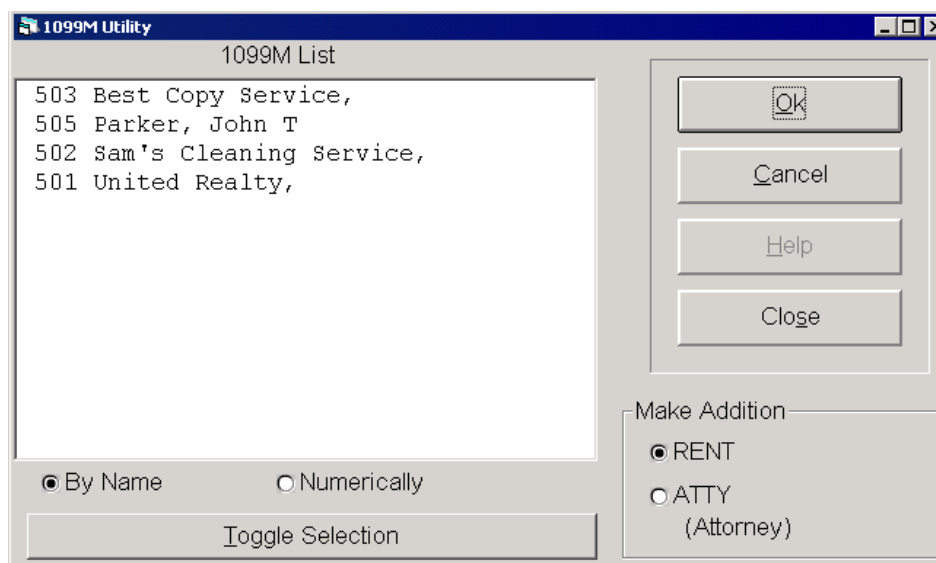 1099M Utility
1099M List
503 Best Copy Service,
505 Parker, John T
502 Sam's Cleaning Service,
501 United Realty,
By Name
Numerically
Toggle Selection
Ok
Cancel
Help
Close
Make Addition
RENT
ATTY
(Attorney)